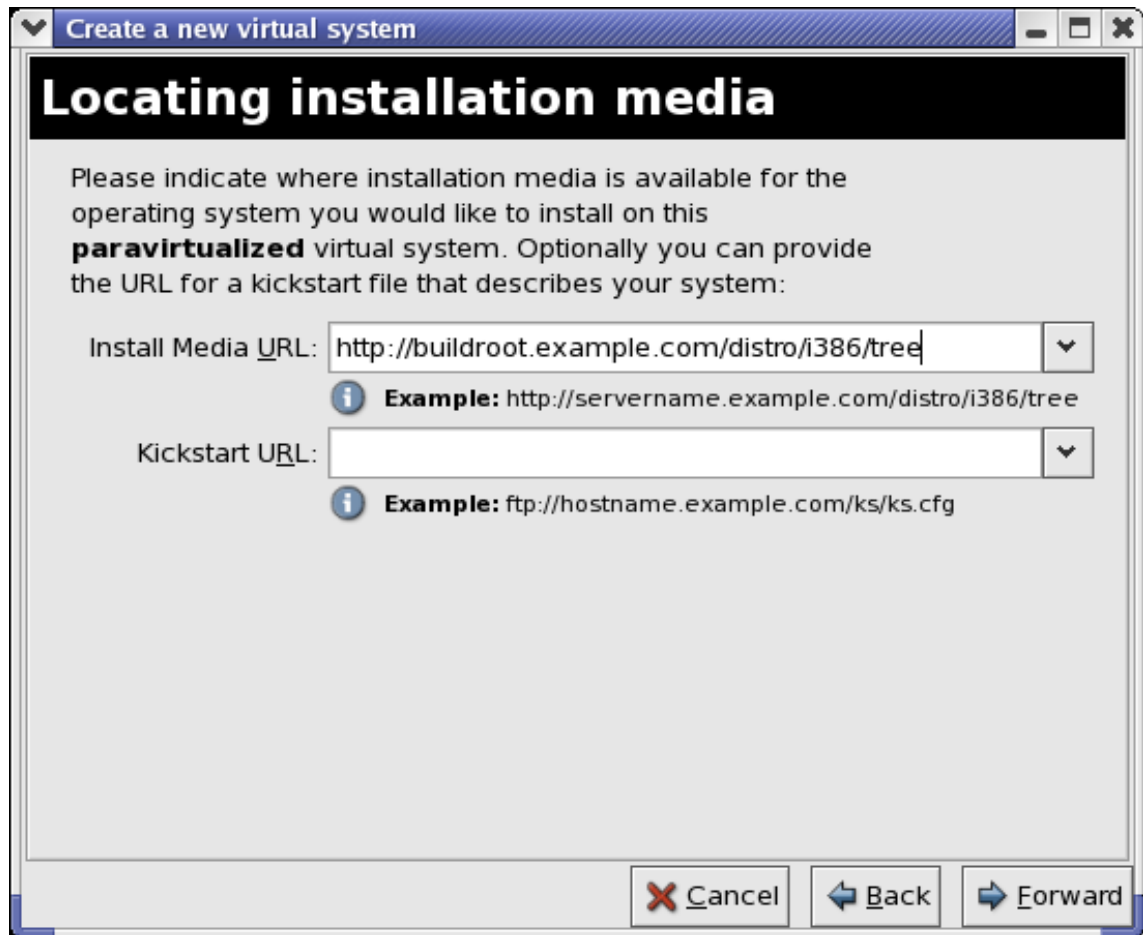 Create a new virtual system
Locating installation media
Please indicate where installation media is available for the
operating system you would like to install on this
paravirtualized virtual system. Optionally you can provide
the URL for a kickstart file that describes your system:
Install Media URL: http://buildroot.example.com/distro/i386/tree
Example: http://servername.example.com/distro/i386/tree
Kickstart URL:
Example: ftp://hostname.example.com/ks/ks.cfg
Cancel Back Forward